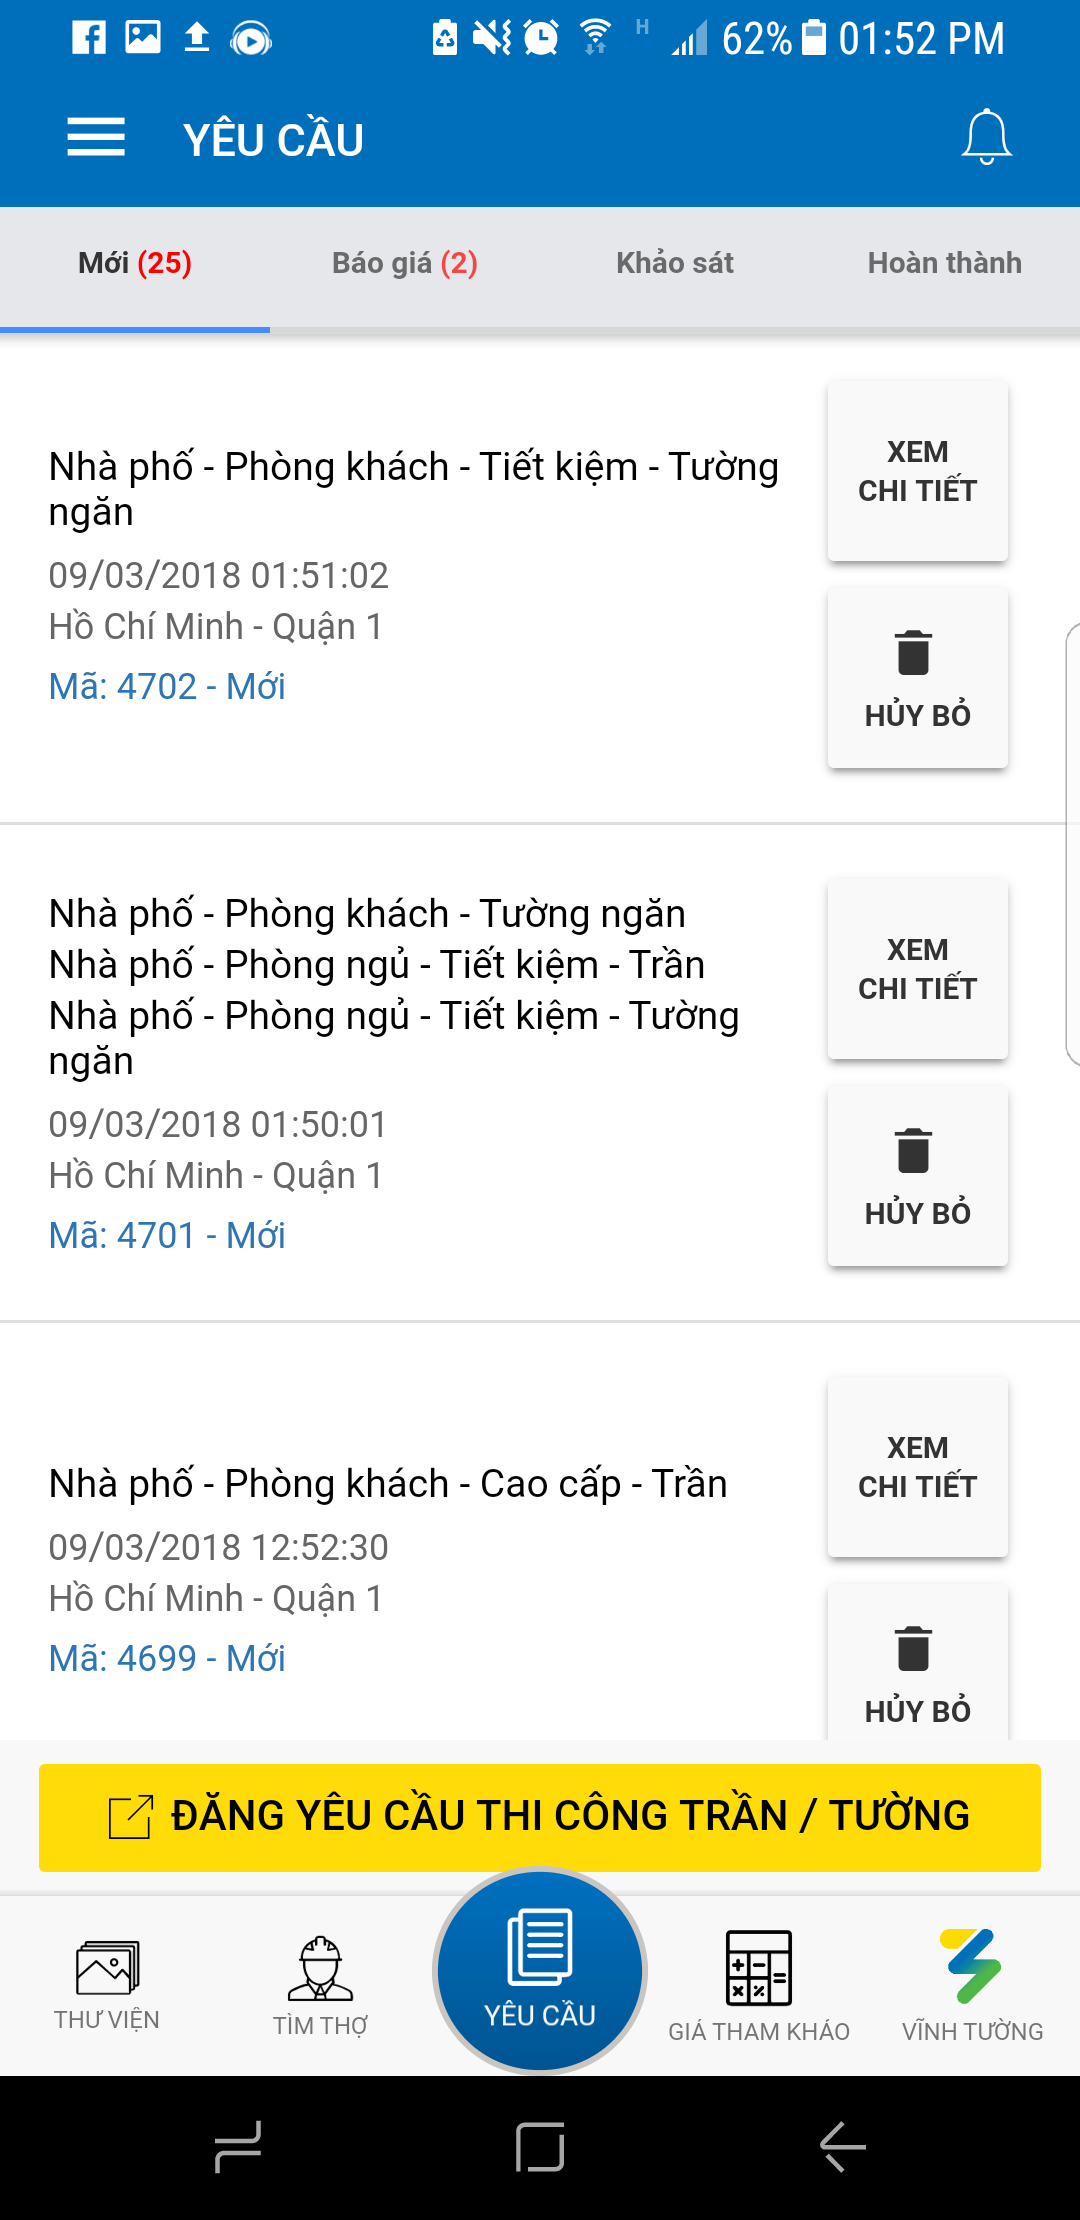 H 62% 01:52 PM
YÊU CẦU
Mới (25) Báo giá (2) Khảo sát Hoàn thành
Nhà phố - Phòng khách - Tiết kiệm - Tường
ngăn
09/03/2018 01:51:02
Hồ Chí Minh - Quận 1
Mã: 4702 - Mới
XEM
CHI TIẾT
HỦY BỎ
Nhà phố - Phòng khách - Tường ngăn
Nhà phố - Phòng ngủ - Tiết kiệm - Trần
Nhà phố - Phòng ngủ - Tiết kiệm - Tường
ngăn
09/03/2018 01:50:01
Hồ Chí Minh - Quận 1
Mã: 4701 - Mới
XEM
CHI TIẾT
HỦY BỎ
Nhà phố - Phòng khách - Cao cấp - Trần
09/03/2018 12:52:30
Hồ Chí Minh - Quận 1
Mã: 4699 - Mới
XEM
CHI TIẾT
HỦY BỎ
ĐĂNG YÊU CẦU THI CÔNG TRẦN / TƯỜNG
THƯ VIỆN TÌM THỢ YÊU CẦU GIÁ THAM KHẢO VĨNH TƯỜNG